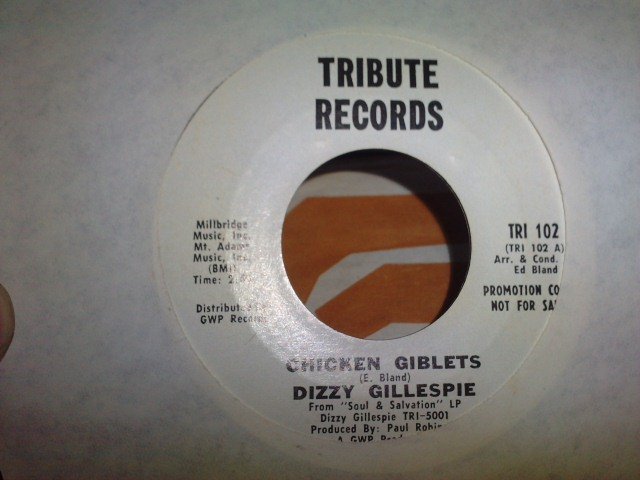 TRIBUTE
RECORDS
Millbridge
Music, Inc.
Mt. Adams
Music, Inc.
(BMI)
Time:
Distributed
GWP Records
TRI 102
(TRI 102 A)
Arr. & Cond.
Ed Bland
PROMOTION CO
NOT FOR SA
CHICKEN GIBLETS
(E. Bland)
DIZZY GILLESPIE
From "Soul & Salvation" LP
Dizzy Gillespie TRI-5001
Produced By: Paul Robin
A GWP